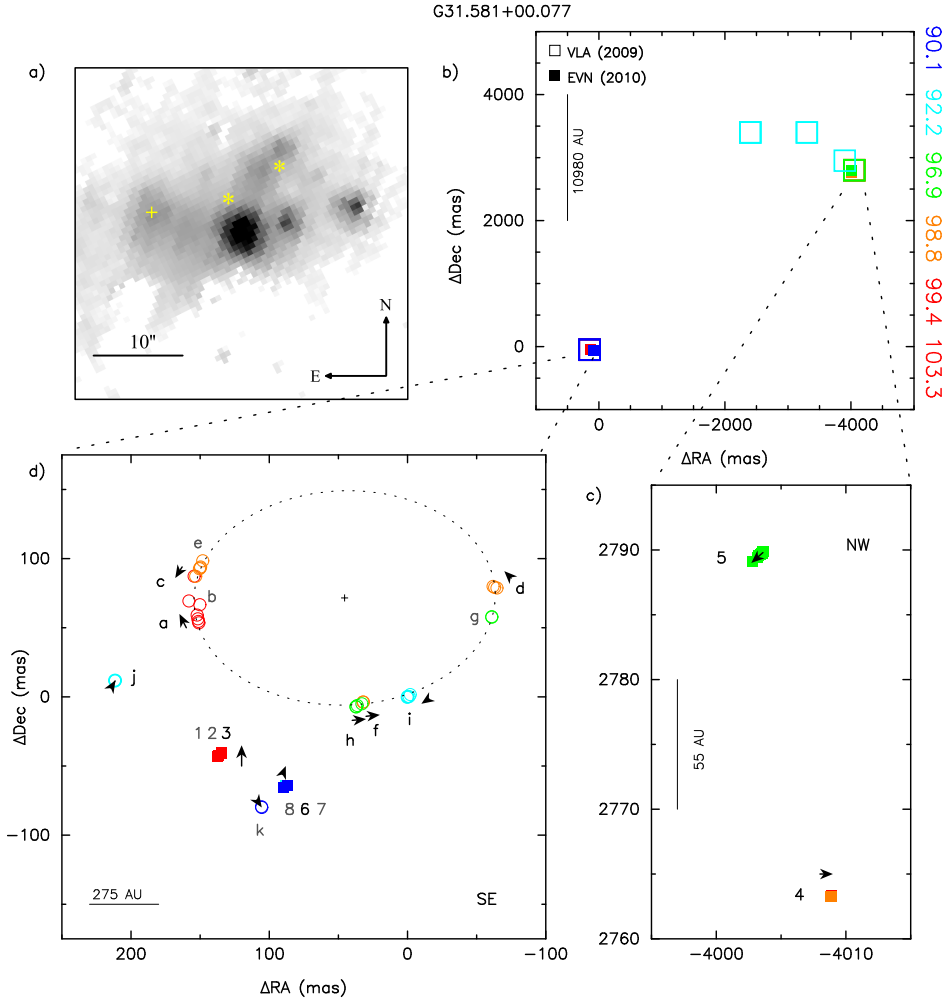 G31.581+00.077
a)
*
*
+
10"
N
E
b)
VLA (2009)
EVN (2010)
4000
2000
0
ΔDec (mas)
10980 AU
0
−2000
−4000
ΔRA (mas)
90.1 92.2 96.9 98.8 99.4 103.3
d)
100
0
−100
ΔDec (mas)
e
c
b
a
d
g
j
h
f
i
1 2 3
8 6 7
k
275 AU
SE
200
100
0
−100
ΔRA (mas)
c)
2790
2780
2770
2760
5
NW
55 AU
4
−4000
−4010